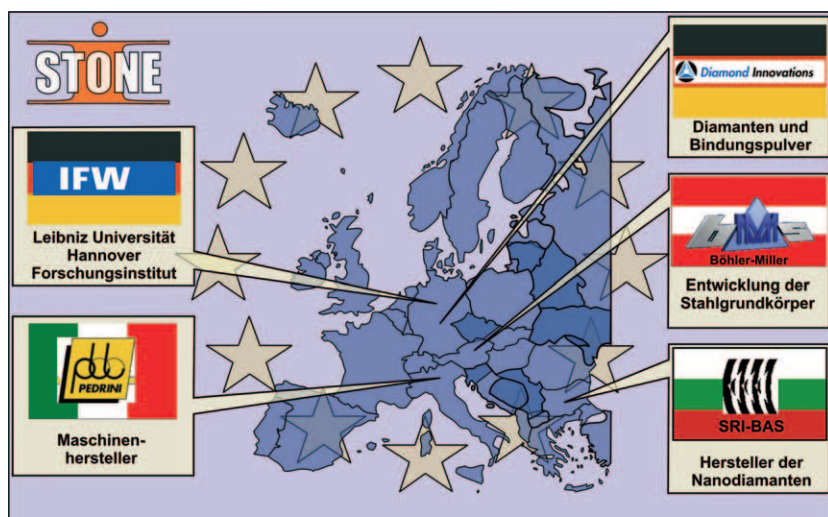 STONE
IFW
Leibniz Universität
Hannover
Forschungsinstitut
PEDRINI
Maschinen-
hersteller
Diamond Innovations
Diamanten und
Bindungspulver
Böhler-Miller
Entwicklung der
Stahlgrundkörper
SRI-BAS
Hersteller der
Nanodiamanten